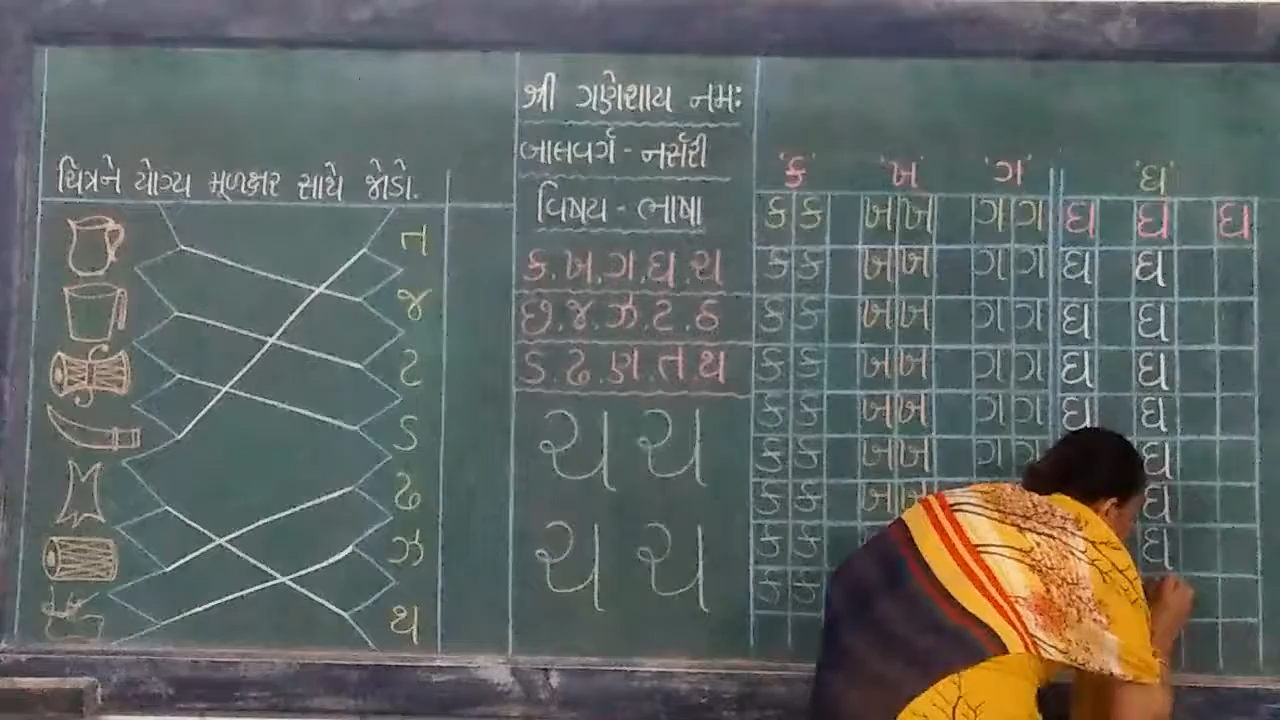 ચિત્રને યોગ્ય મૂળાક્ષર સાથે જોડો.
ત
જ
ટ
ડ
ઢ
ઝ
થ
શ્રી ગણેશાય નમઃ
બાલવર્ગ - નર્સરી
વિષય - ભાષા
ક.ખ.ગ.ઘ.ચ
છ.જ.ઝ.ટ.ઠ
ડ.ઢ.ણ.ત.થ
ચ ચ
ચ ચ
'ક' 'ખ' 'ગ' 'ઘ'
ક ક ખ ખ ગ ગ ઘ ઘ ઘ
ક ક ખ ખ ગ ગ ઘ ઘ
ક ક ખ ખ ગ ગ ઘ ઘ
ક ક ખ ખ ગ ગ ઘ ઘ
ક ક ખ ખ ગ ગ ઘ
ક ક ખ ખ ગ ગ ઘ
ક ક ખ ઘ
ક ક ઘ
ક ક